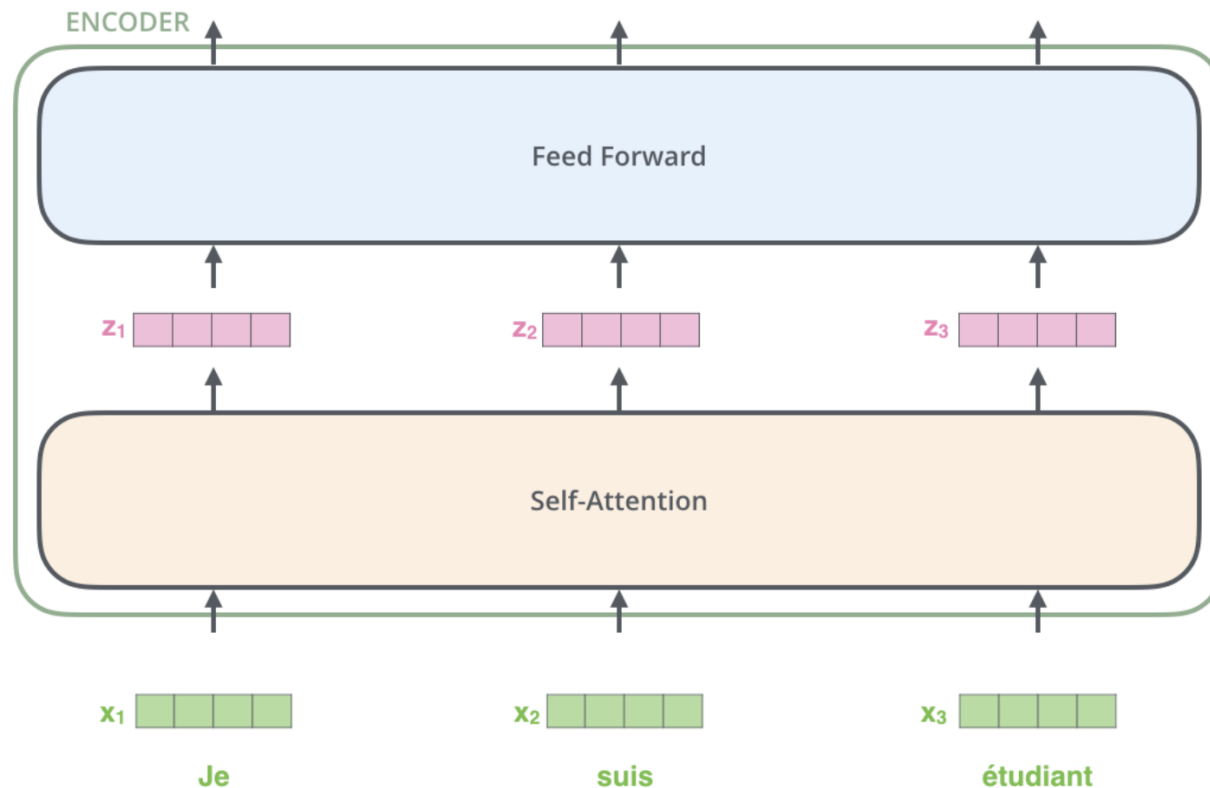 ENCODER
Feed Forward
z₁ z₂ z₃
Self-Attention
x₁ x₂ x₃
Je suis étudiant